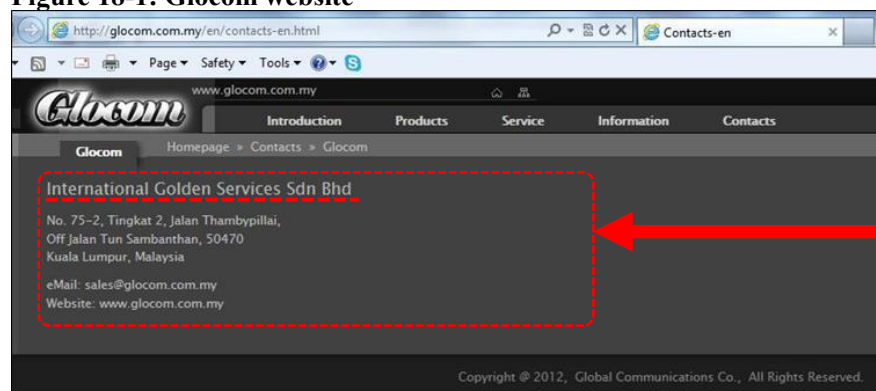 Figure 18-1: Glocom website
http://glocom.com.my/en/contacts-en.html
Contacts-en
Page Safety Tools
Glocom
www.glocom.com.my
Introduction Products Service Information Contacts
Glocom Homepage » Contacts » Glocom
International Golden Services Sdn Bhd
No. 75-2, Tingkat 2, Jalan Thambypillai,
Off Jalan Tun Sambanthan, 50470
Kuala Lumpur, Malaysia
eMail: sales@glocom.com.my
Website: www.glocom.com.my
Copyright @ 2012, Global Communications Co., All Rights Reserved.